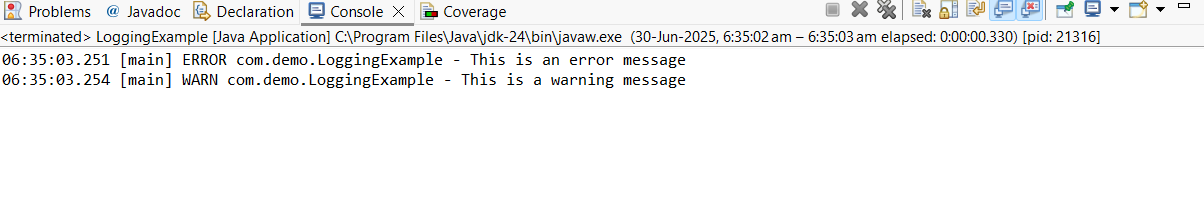 Problems @ Javadoc Declaration Console Coverage
<terminated> LoggingExample [Java Application] C:\Program Files\Java\jdk-24\bin\javaw.exe (30-Jun-2025, 6:35:02 am – 6:35:03 am elapsed: 0:00:00.330) [pid: 21316]
06:35:03.251 [main] ERROR com.demo.LoggingExample - This is an error message
06:35:03.254 [main] WARN com.demo.LoggingExample - This is a warning message